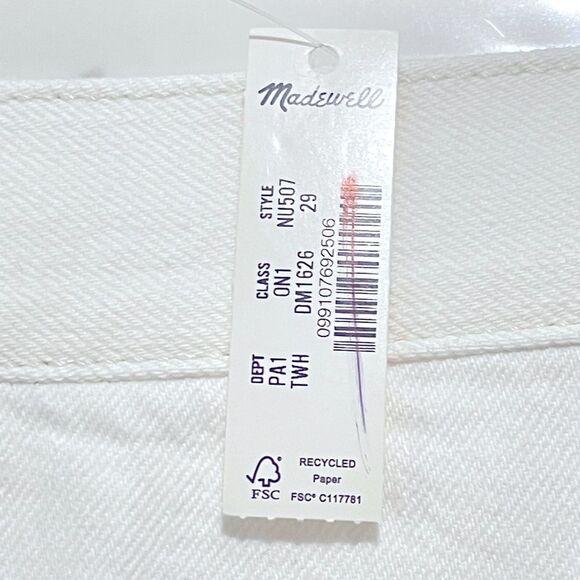 Madewell
DEPT CLASS STYLE
PA1 ON1 NU507
TWH DM1626 29
099107692506
FSC
RECYCLED
Paper
FSC® C117781